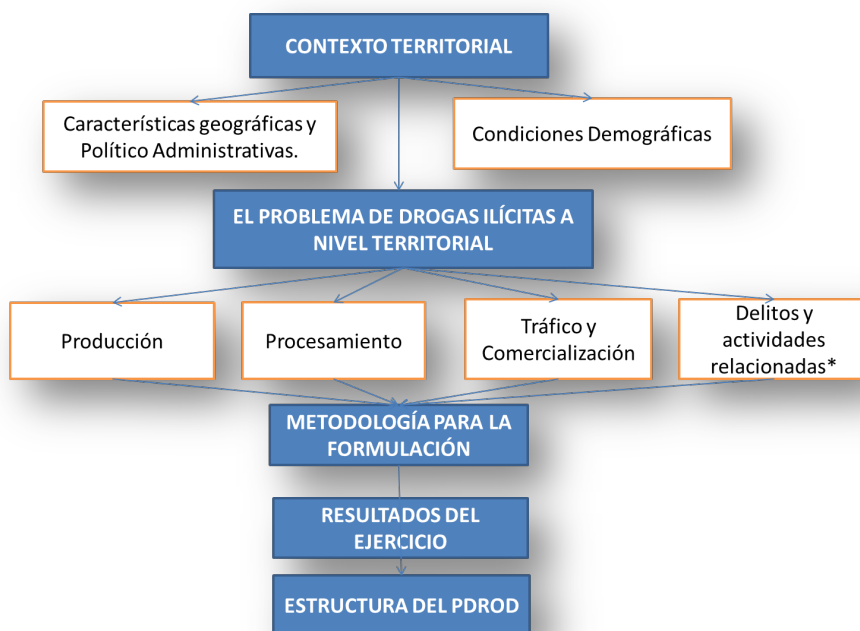 CONTEXTO TERRITORIAL
Características geográficas y
Político Administrativas.
Condiciones Demográficas
EL PROBLEMA DE DROGAS ILÍCITAS A
NIVEL TERRITORIAL
Producción
Procesamiento
Tráfico y
Comercialización
Delitos y
actividades
relacionadas*
METODOLOGÍA PARA LA
FORMULACIÓN
RESULTADOS DEL
EJERCICIO
ESTRUCTURA DEL PDROD